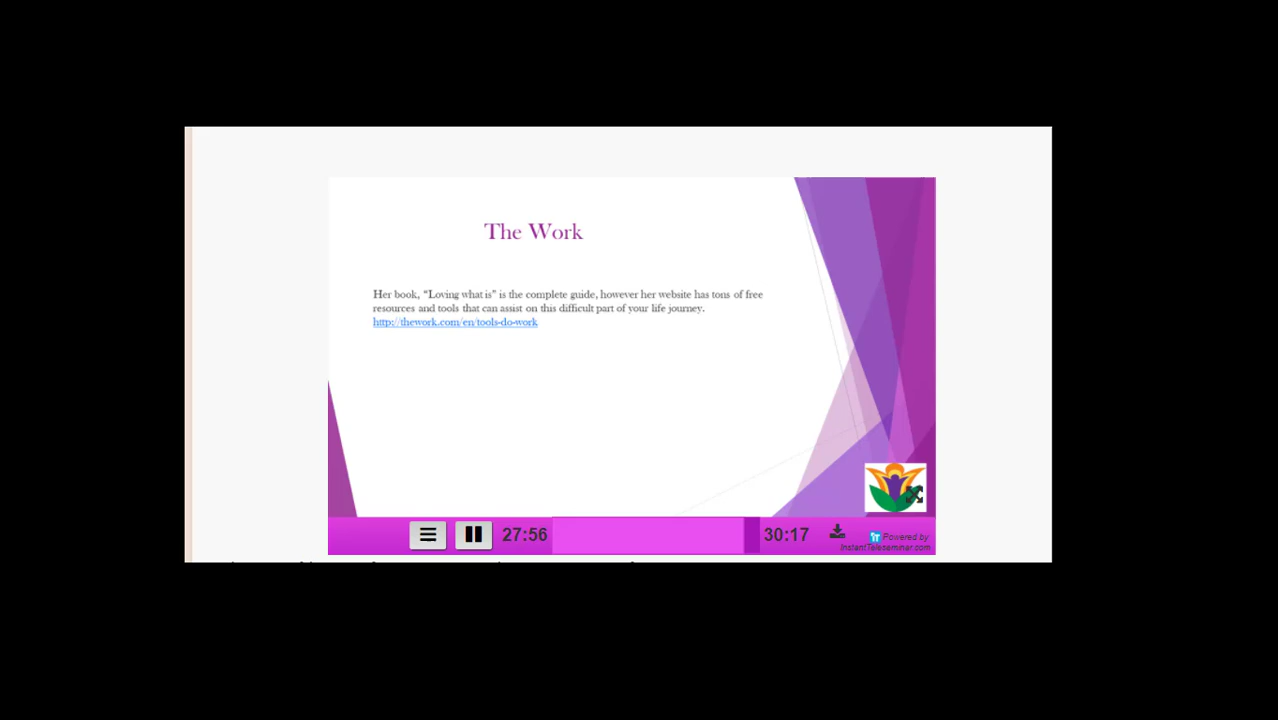 The Work
Her book, “Loving what is” is the complete guide, however her website has tons of free
resources and tools that can assist on this difficult part of your life journey.
http://thework.com/en/tools-do-work
27:56
30:17
Powered by
InstantTeleseminar.com